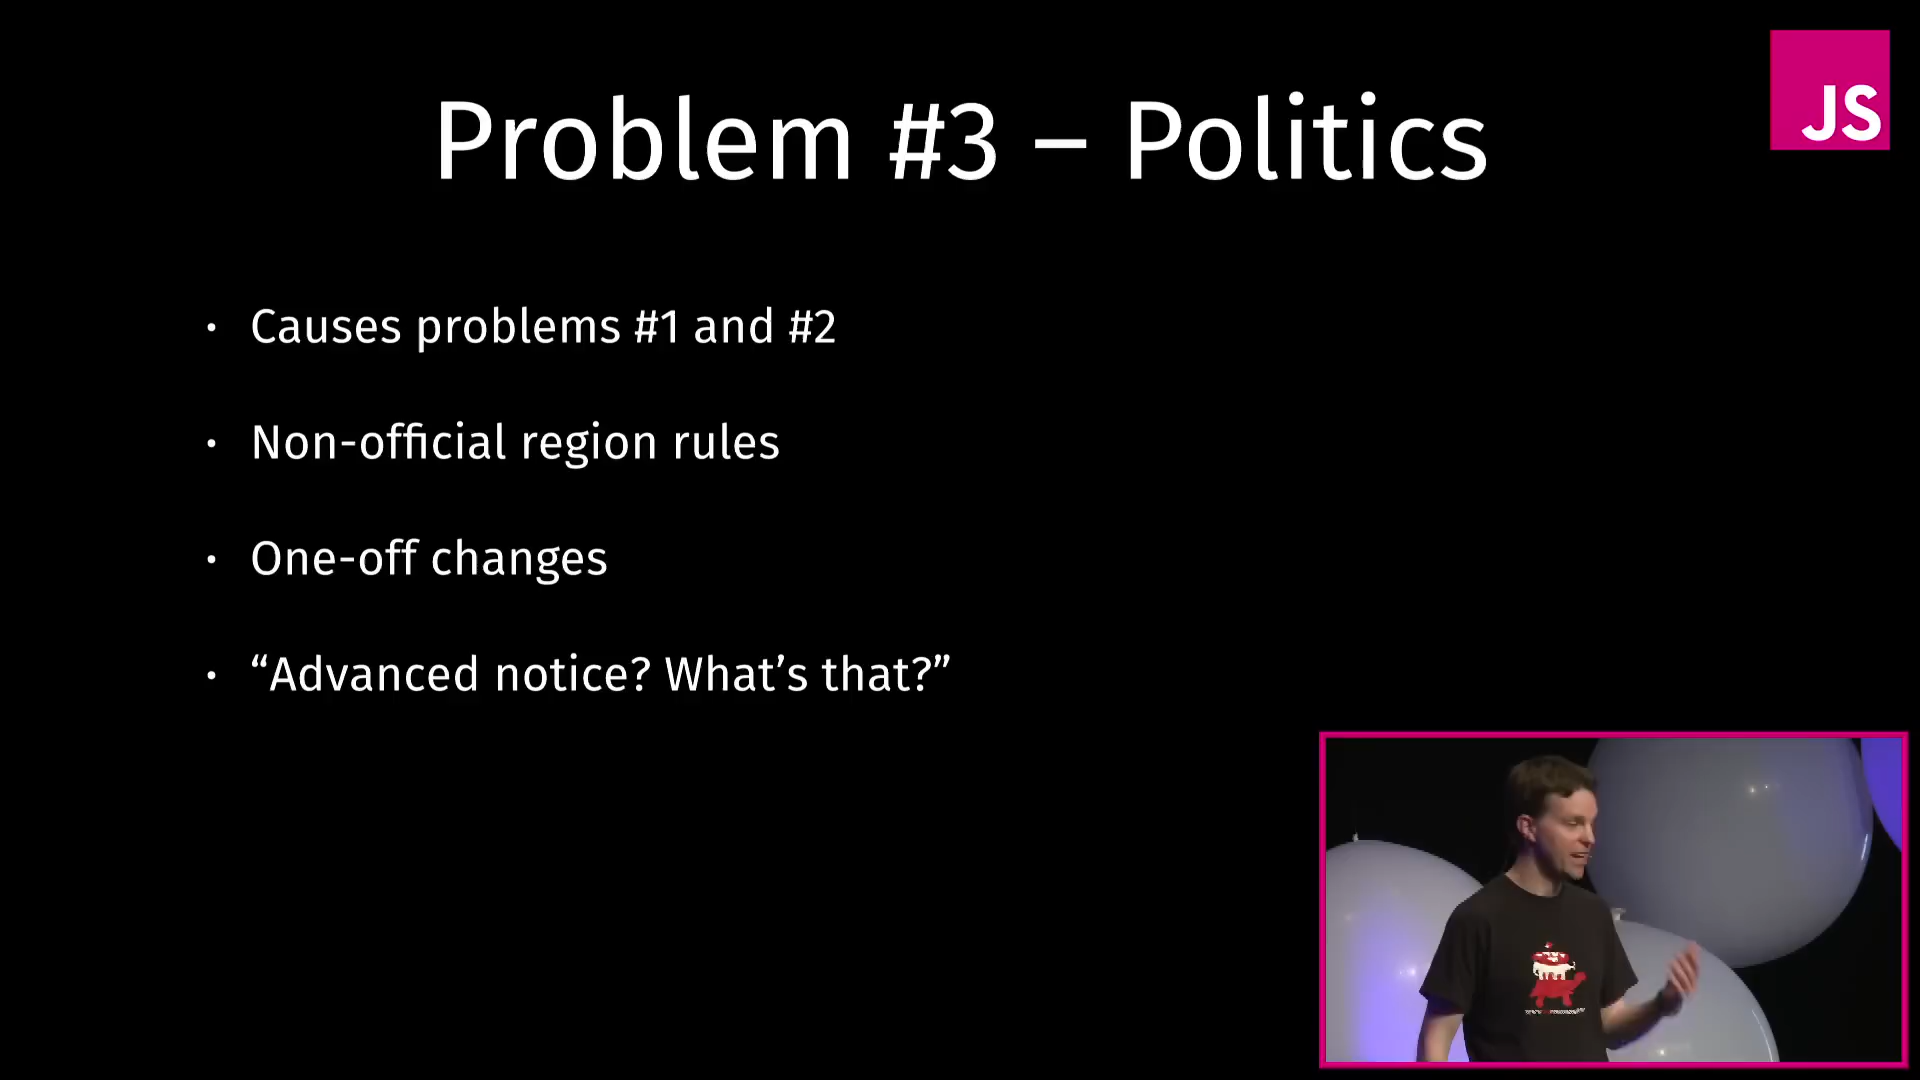 Problem #3 – Politics
JS
• Causes problems #1 and #2
• Non-official region rules
• One-off changes
• “Advanced notice? What’s that?”